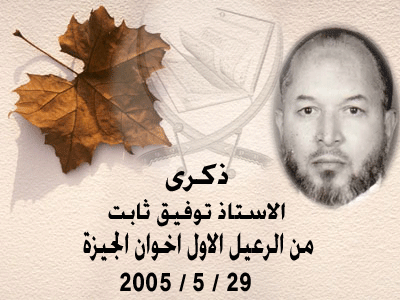 ذكرى
الاستاذ توفيق ثابت
من الرعيل الاول اخوان الجيزة
29 / 5 / 2005